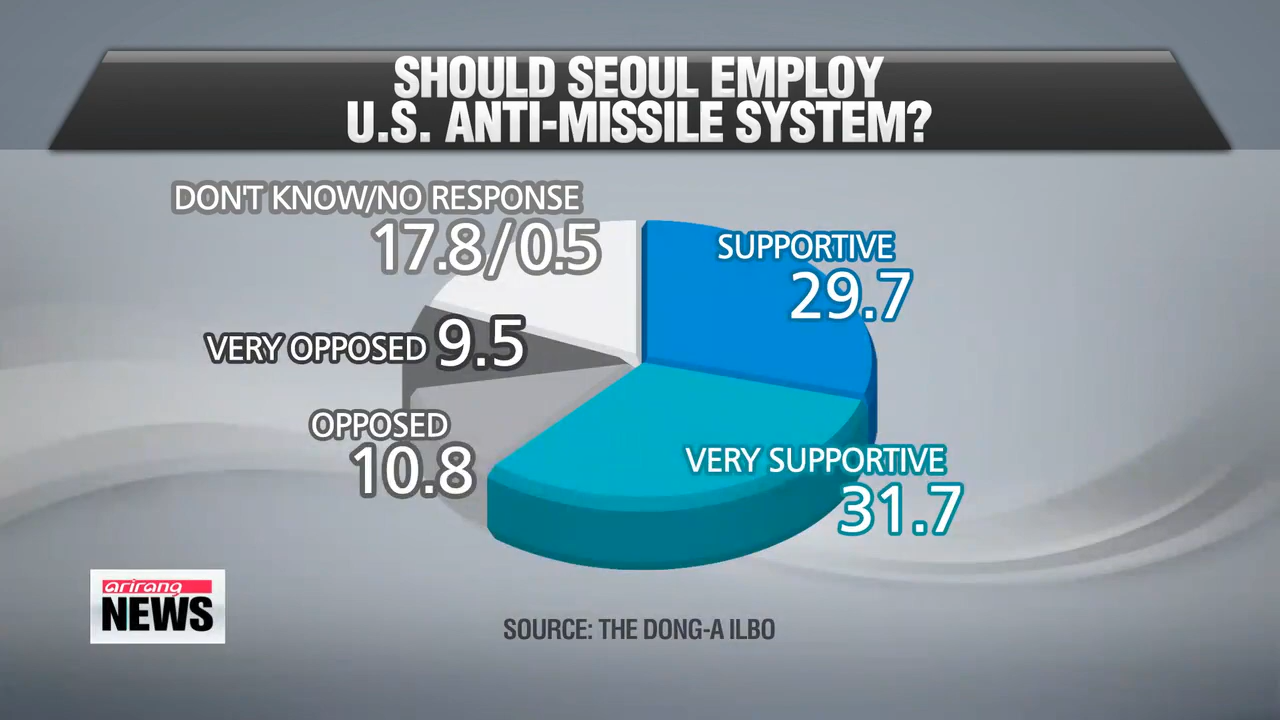 SHOULD SEOUL EMPLOY
U.S. ANTI-MISSILE SYSTEM?
DON'T KNOW/NO RESPONSE
17.8/0.5
SUPPORTIVE
29.7
VERY OPPOSED 9.5
OPPOSED
10.8
VERY SUPPORTIVE
31.7
arirang
NEWS
SOURCE: THE DONG-A ILBO